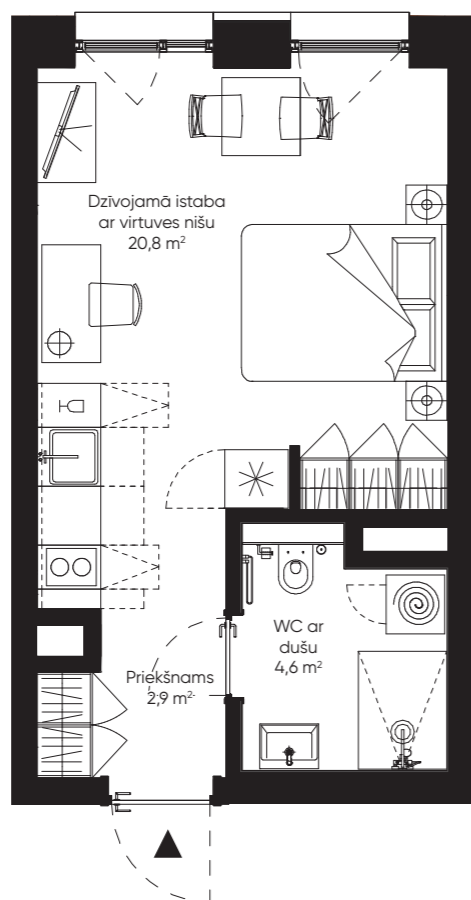 Dzīvojamā istaba
ar virtuves nišu
20,8 m²
WC ar
dušu
4,6 m²
Priekšnams
2,9 m²